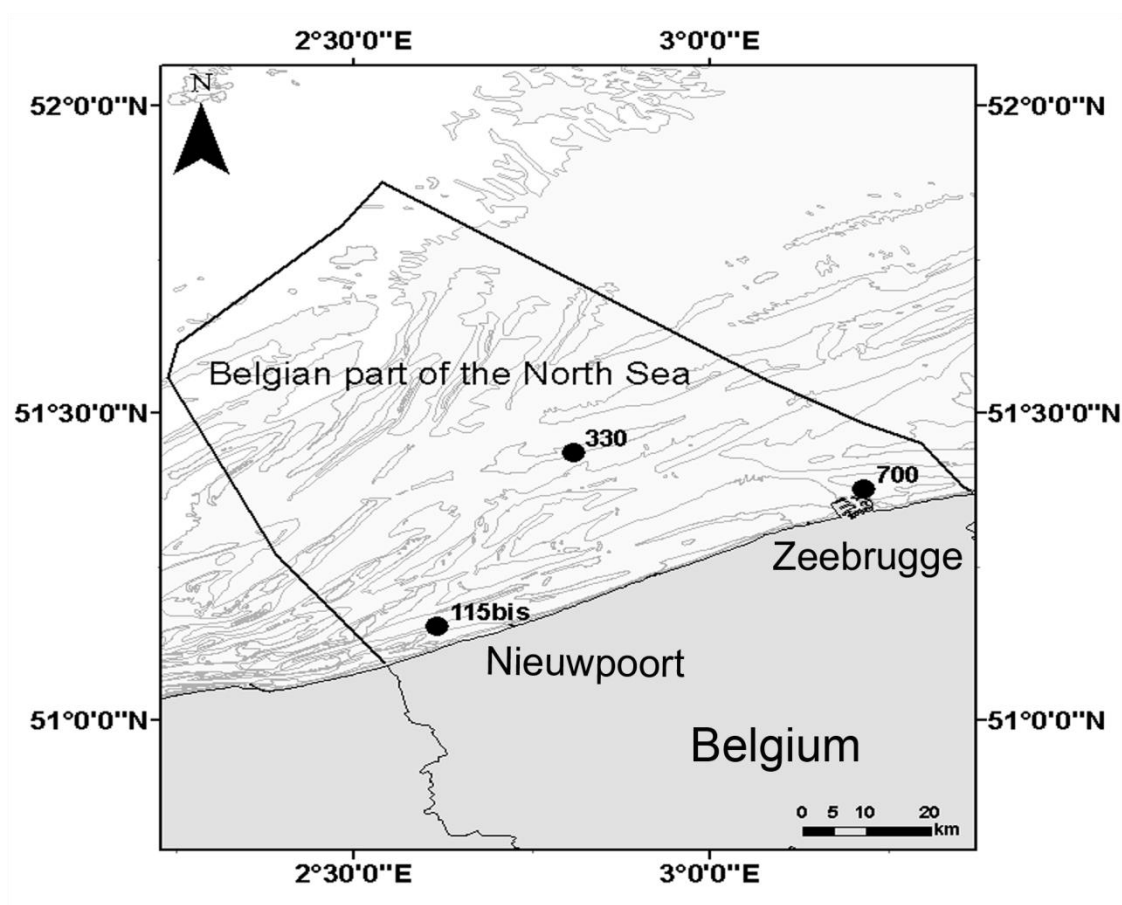 2°30'0"E 3°0'0"E
N
52°0'0"N 52°0'0"N
Belgian part of the North Sea
51°30'0"N 51°30'0"N
330
700
Zeebrugge
115bis
Nieuwpoort
51°0'0"N 51°0'0"N
Belgium
0 5 10 20
km
2°30'0"E 3°0'0"E